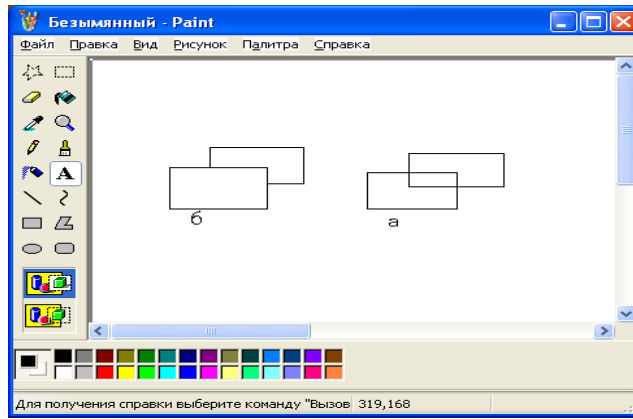 Безымянный - Paint
Файл Правка Вид Рисунок Палитра Справка
A
б
а
Для получения справки выберите команду "Вызов 319,168